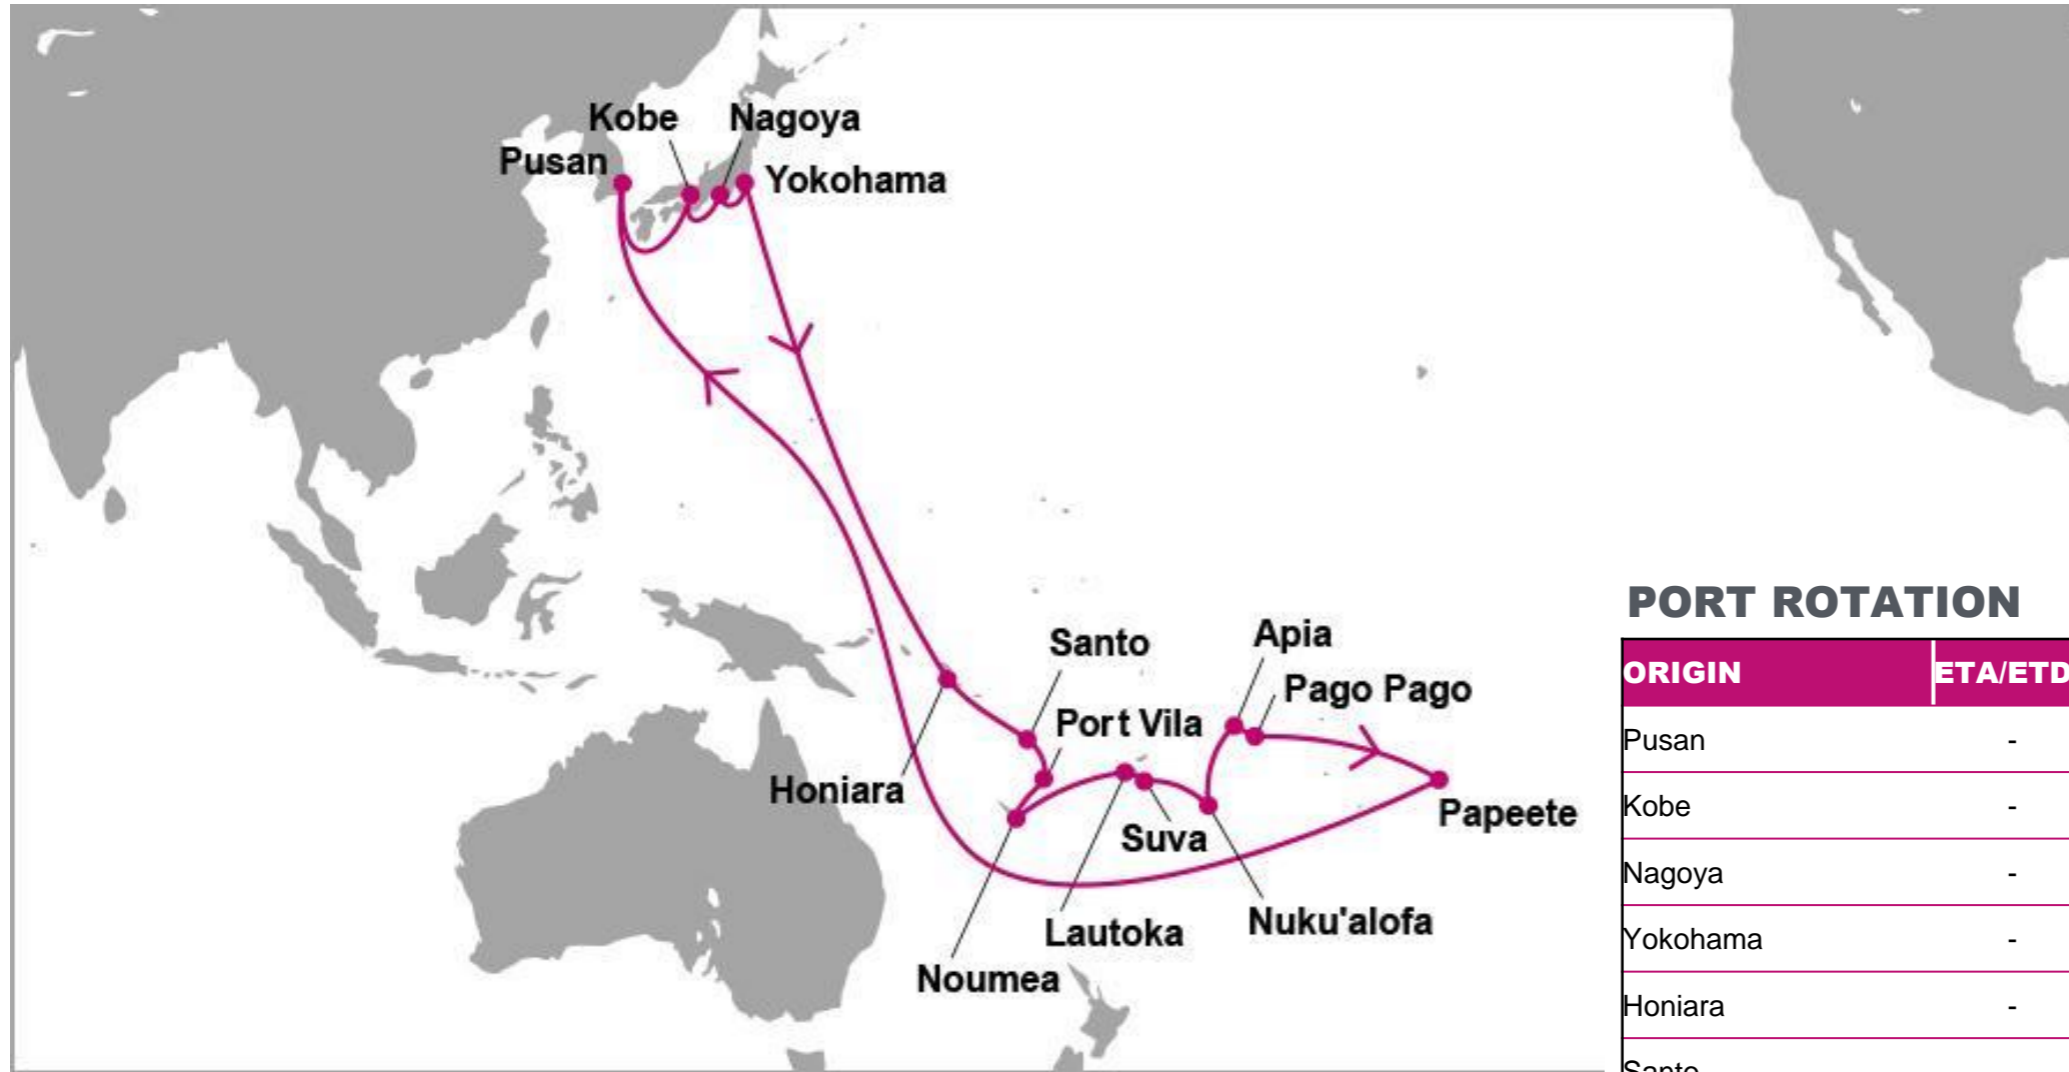 Kobe
Nagoya
Pusan
Yokohama
Santo
Apia
Pago Pago
Port Vila
Honiara
Suva
Papeete
Lautoka
Nuku'alofa
Noumea
PORT ROTATION
ORIGIN ETA/ETD
Pusan -
Kobe -
Nagoya -
Yokohama -
Honiara -
Santo